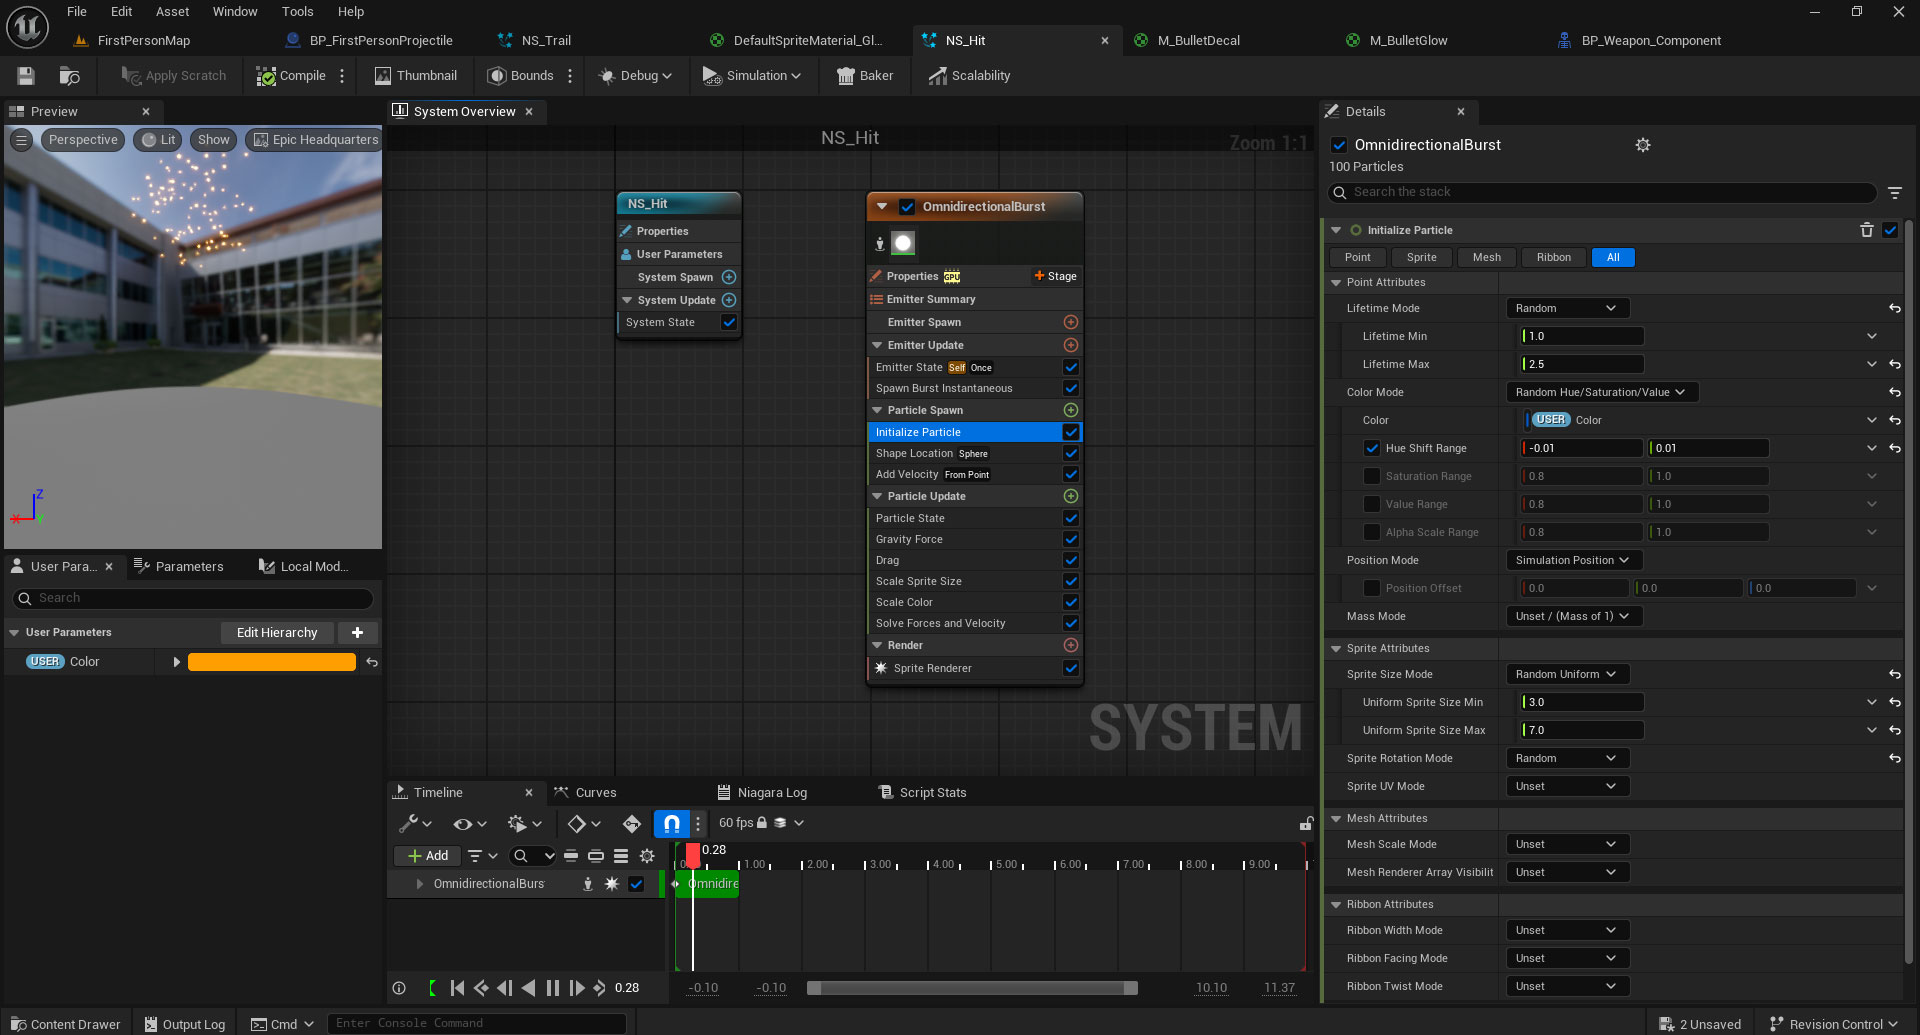 File Edit Asset Window Tools Help
FirstPersonMap BP_FirstPersonProjectile NS_Trail DefaultSpriteMaterial_Gl... NS_Hit M_BulletDecal M_BulletGlow BP_Weapon_Component
Apply Scratch Compile Thumbnail Bounds Debug Simulation Baker Scalability
Preview
Perspective Lit Show Epic Headquarters
Z
X
Y
User Para... Parameters Local Mod...
Search
User Parameters Edit Hierarchy
USER Color
System Overview
NS_Hit
Zoom 1:1
NS_Hit
Properties
User Parameters
System Spawn
System Update
System State
OmnidirectionalBurst
Properties GPU Stage
Emitter Summary
Emitter Spawn
Emitter Update
Emitter State Self Once
Spawn Burst Instantaneous
Particle Spawn
Initialize Particle
Shape Location Sphere
Add Velocity From Point
Particle Update
Particle State
Gravity Force
Drag
Scale Sprite Size
Scale Color
Solve Forces and Velocity
Render
Sprite Renderer
SYSTEM
Timeline Curves Niagara Log Script Stats
60 fps
Add
0.28
1.00 2.00 3.00 4.00 5.00 6.00 7.00 8.00 9.00
OmnidirectionalBurs Omnidire
0.28 -0.10 -0.10 10.10 11.37
Details
OmnidirectionalBurst
100 Particles
Search the stack
Initialize Particle
Point Sprite Mesh Ribbon All
Point Attributes
Lifetime Mode Random
Lifetime Min 1.0
Lifetime Max 2.5
Color Mode Random Hue/Saturation/Value
Color USER Color
Hue Shift Range -0.01 0.01
Saturation Range 0.8 1.0
Value Range 0.8 1.0
Alpha Scale Range 0.8 1.0
Position Mode Simulation Position
Position Offset 0.0 0.0 0.0
Mass Mode Unset / (Mass of 1)
Sprite Attributes
Sprite Size Mode Random Uniform
Uniform Sprite Size Min 3.0
Uniform Sprite Size Max 7.0
Sprite Rotation Mode Random
Sprite UV Mode Unset
Mesh Attributes
Mesh Scale Mode Unset
Mesh Renderer Array Visibilit Unset
Ribbon Attributes
Ribbon Width Mode Unset
Ribbon Facing Mode Unset
Ribbon Twist Mode Unset
Content Drawer Output Log Cmd Enter Console Command 2 Unsaved Revision Control